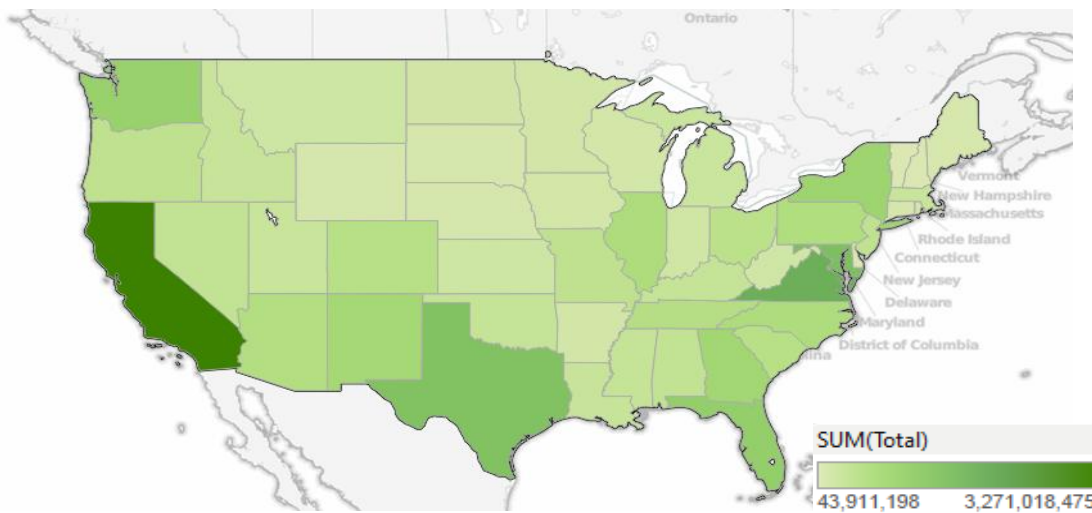 Ontario
Vermont
New Hampshire
Massachusetts
Rhode Island
Connecticut
New Jersey
Delaware
Maryland
District of Columbia
SUM(Total)
43,911,198 3,271,018,475